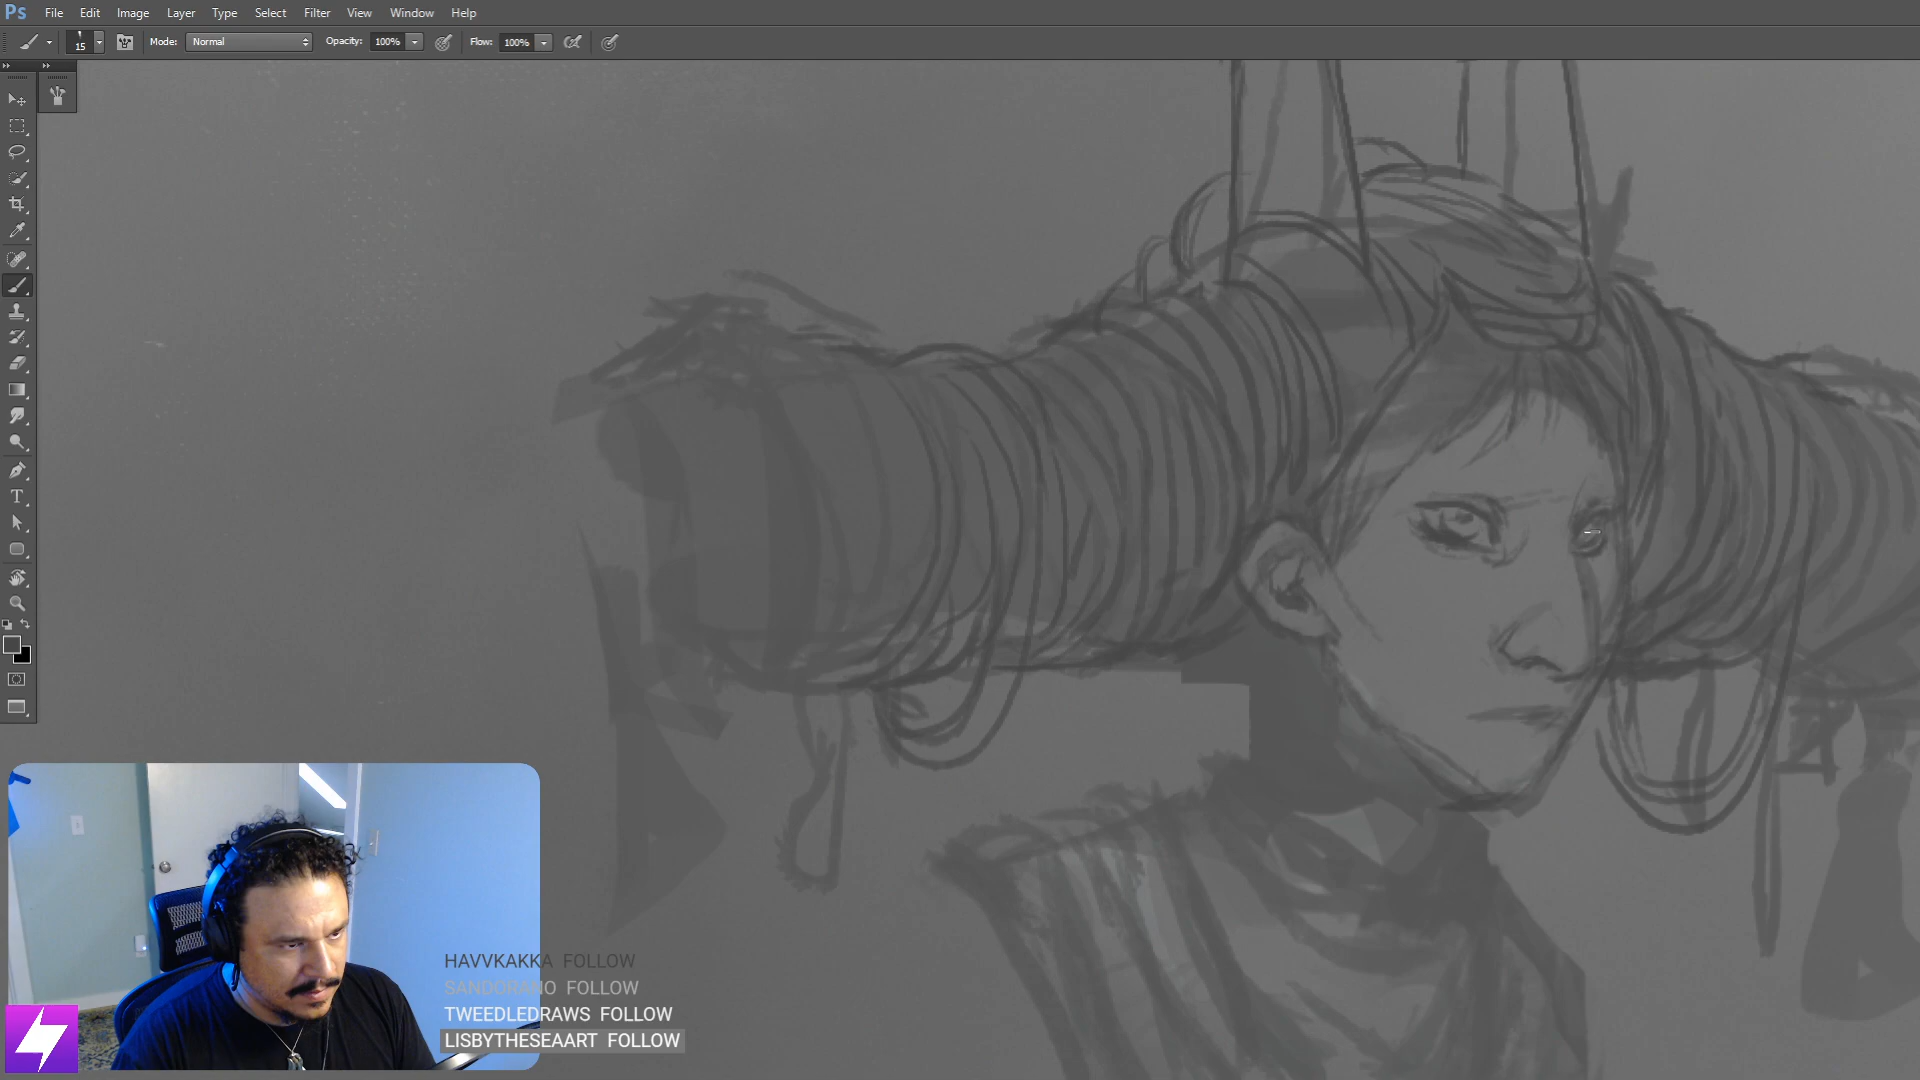 Ps File Edit Image Layer Type Select Filter View Window Help
15 Mode: Normal Opacity: 100% Flow: 100%
T
HAVVKAKKA FOLLOW
SANDORANO FOLLOW
TWEEDLEDRAWS FOLLOW
LISBYTHESEAART FOLLOW